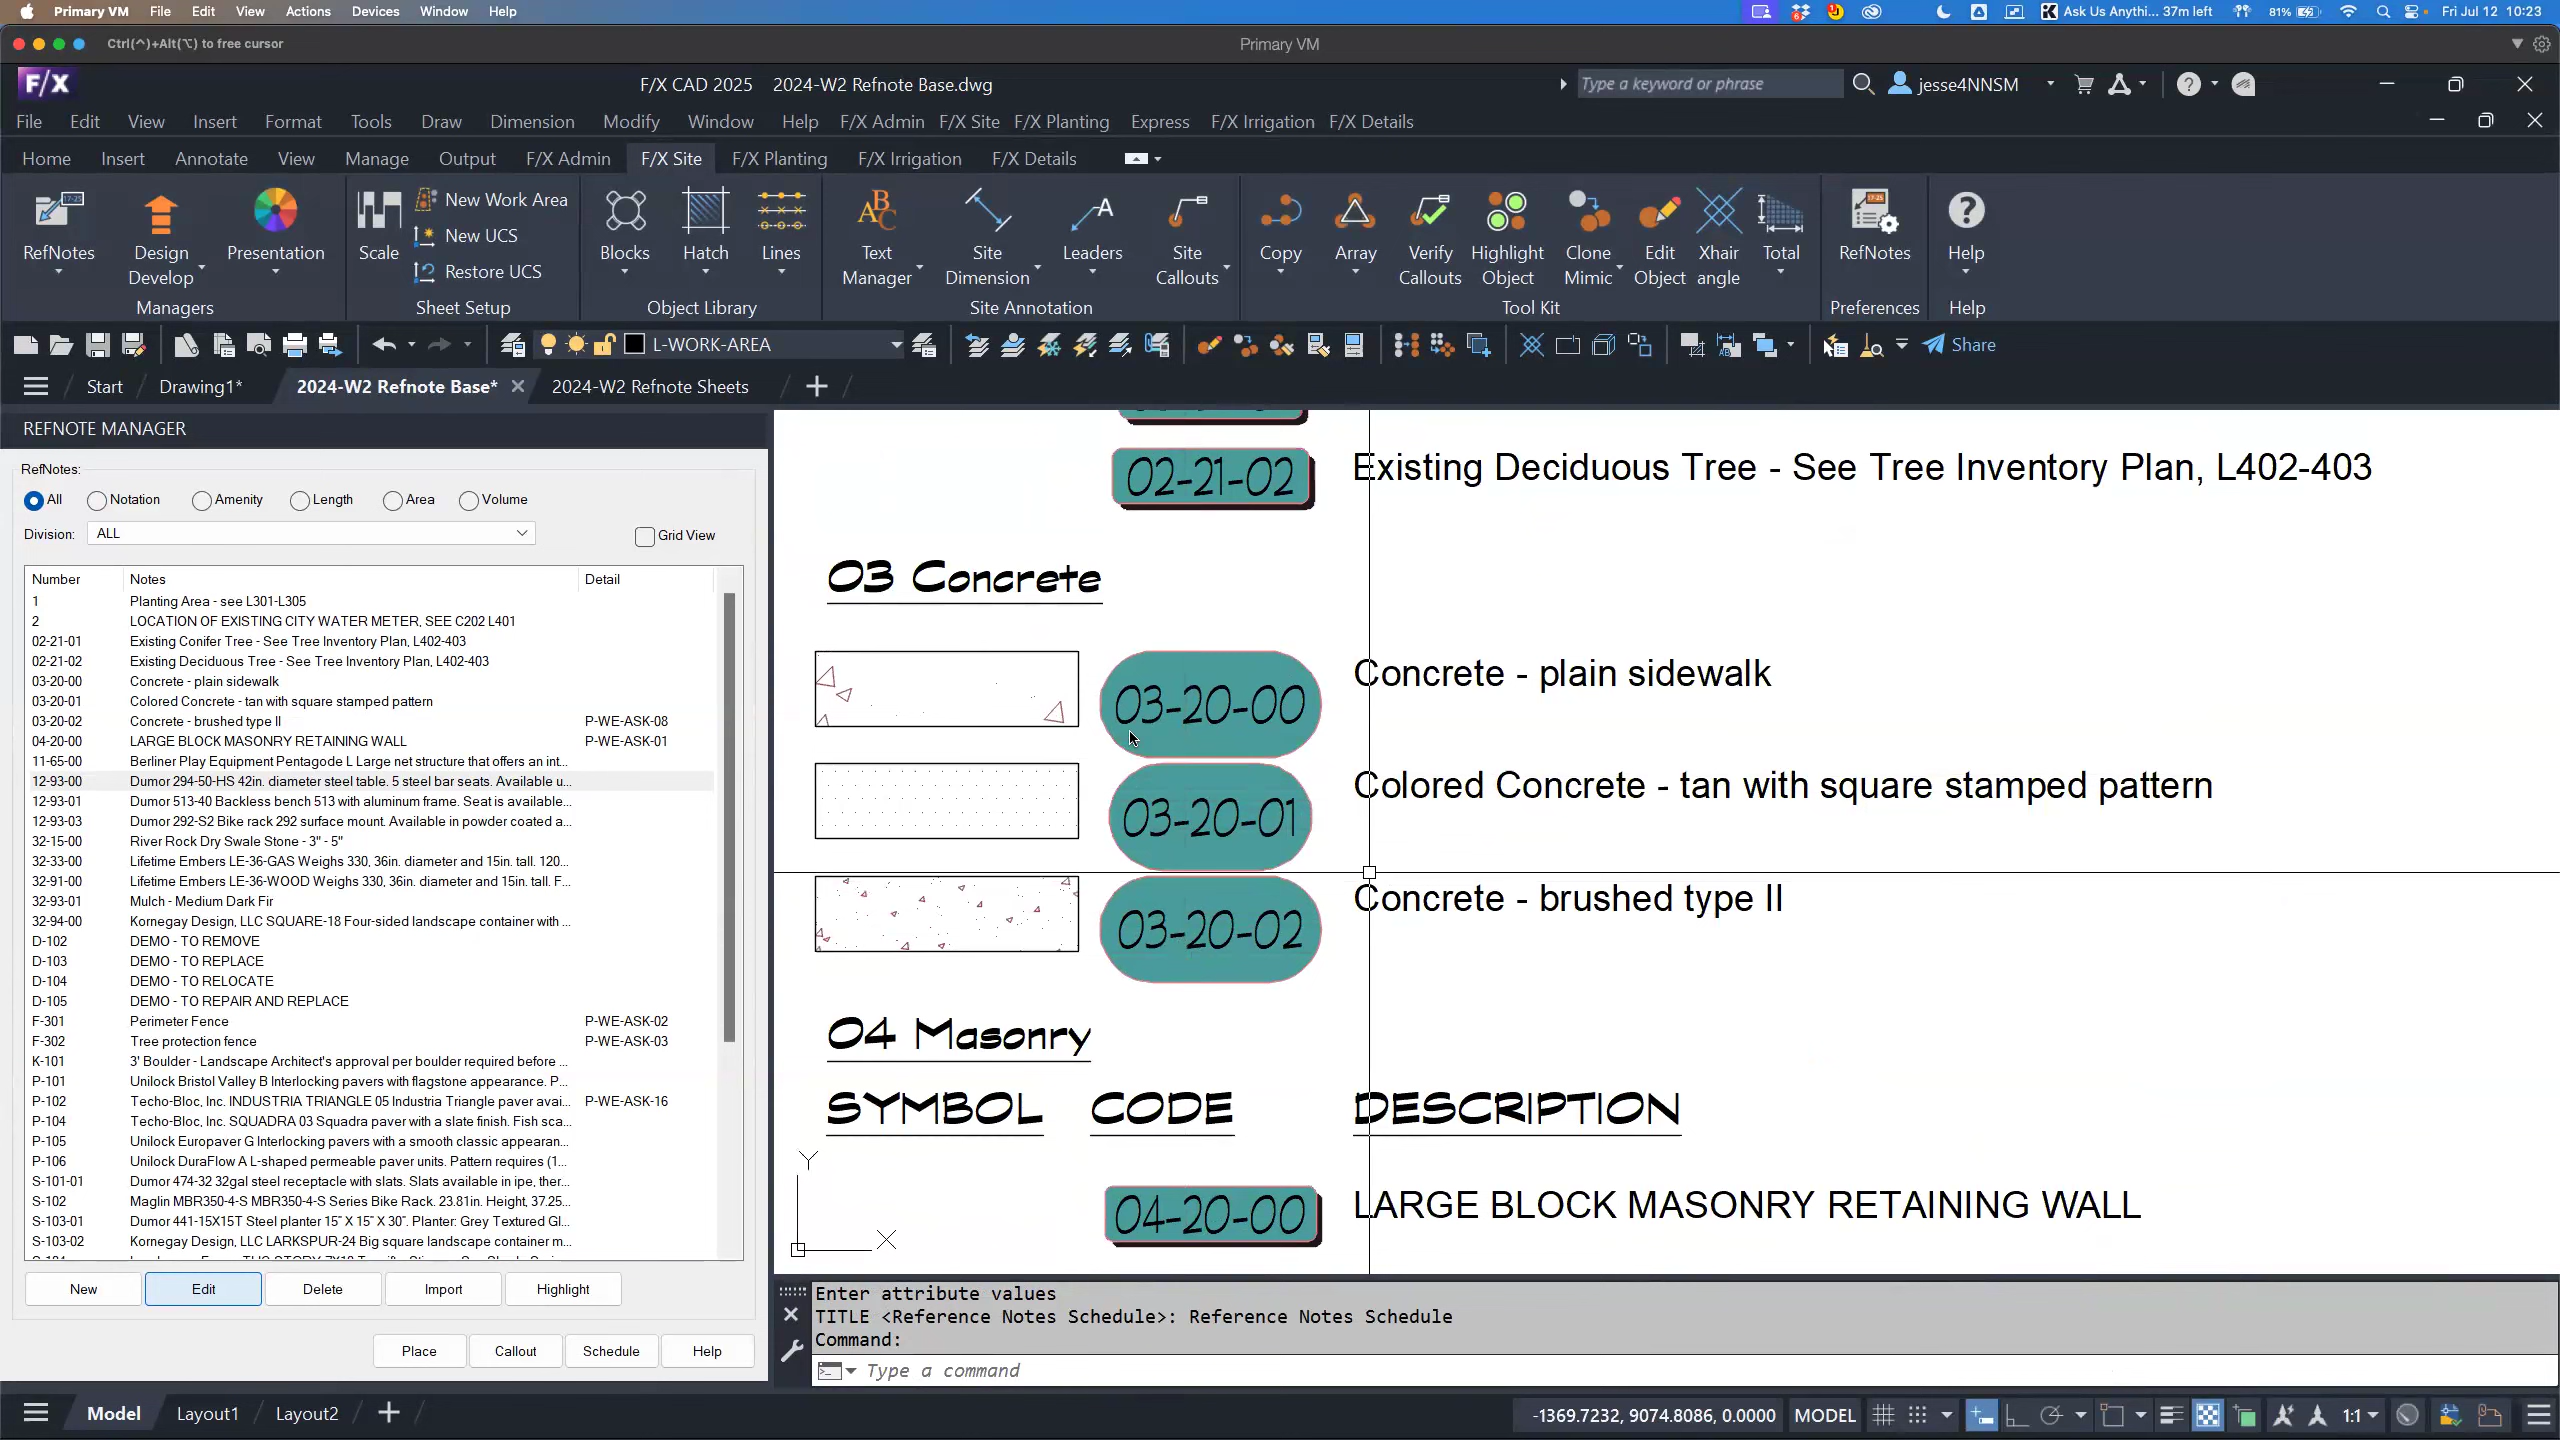 Primary VM File Edit View Actions Devices Window Help
Ask Us Anythi... 37m left 81% Fri Jul 12 10:23
Ctrl(^)+Alt(⌥) to free cursor
Primary VM
F/X
F/X CAD 2025 2024-W2 Refnote Base.dwg
Type a keyword or phrase
jesse4NNSM
File Edit View Insert Format Tools Draw Dimension Modify Window Help F/X Admin F/X Site F/X Planting Express F/X Irrigation F/X Details
Home Insert Annotate View Manage Output F/X Admin F/X Site F/X Planting F/X Irrigation F/X Details
RefNotes
Design Develop
Presentation
Managers
Scale
New Work Area
New UCS
Restore UCS
Sheet Setup
Blocks
Hatch
Lines
Object Library
Text Manager
Site Dimension
Leaders
Site Callouts
Site Annotation
Copy
Array
Verify Callouts
Highlight Object
Clone Mimic
Edit Object
Xhair angle
Total
Tool Kit
RefNotes
Preferences
Help
Help
L-WORK-AREA
Share
Start Drawing1* 2024-W2 Refnote Base* 2024-W2 Refnote Sheets
REFNOTE MANAGER
RefNotes:
All Notation Amenity Length Area Volume
Division: ALL Grid View
Number Notes Detail
1 Planting Area - see L301-L305
2 LOCATION OF EXISTING CITY WATER METER, SEE C202 L401
02-21-01 Existing Conifer Tree - See Tree Inventory Plan, L402-403
02-21-02 Existing Deciduous Tree - See Tree Inventory Plan, L402-403
03-20-00 Concrete - plain sidewalk
03-20-01 Colored Concrete - tan with square stamped pattern
03-20-02 Concrete - brushed type II P-WE-ASK-08
04-20-00 LARGE BLOCK MASONRY RETAINING WALL P-WE-ASK-01
11-65-00 Berliner Play Equipment Pentagode L Large net structure that offers an int...
12-93-00 Dumor 294-50-HS 42in. diameter steel table. 5 steel bar seats. Available u...
12-93-01 Dumor 513-40 Backless bench 513 with aluminum frame. Seat is available...
12-93-03 Dumor 292-S2 Bike rack 292 surface mount. Available in powder coated a...
32-15-00 River Rock Dry Swale Stone - 3" - 5"
32-33-00 Lifetime Embers LE-36-GAS Weighs 330, 36in. diameter and 15in. tall. 120...
32-91-00 Lifetime Embers LE-36-WOOD Weighs 330, 36in. diameter and 15in. tall. F...
32-93-01 Mulch - Medium Dark Fir
32-94-00 Kornegay Design, LLC SQUARE-18 Four-sided landscape container with ...
D-102 DEMO - TO REMOVE
D-103 DEMO - TO REPLACE
D-104 DEMO - TO RELOCATE
D-105 DEMO - TO REPAIR AND REPLACE
F-301 Perimeter Fence P-WE-ASK-02
F-302 Tree protection fence P-WE-ASK-03
K-101 3' Boulder - Landscape Architect's approval per boulder required before ...
P-101 Unilock Bristol Valley B Interlocking pavers with flagstone appearance. P...
P-102 Techo-Bloc, Inc. INDUSTRIA TRIANGLE 05 Industria Triangle paver avai... P-WE-ASK-16
P-104 Techo-Bloc, Inc. SQUADRA 03 Squadra paver with a slate finish. Fish sca...
P-105 Unilock Europaver G Interlocking pavers with a smooth classic appearan...
P-106 Unilock DuraFlow A L-shaped permeable paver units. Pattern requires (1...
S-101-01 Dumor 474-32 32gal steel receptacle with slats. Slats available in ipe, ther...
S-102 Maglin MBR350-4-S MBR350-4-S Series Bike Rack. 23.81in. Height, 37.25...
S-103-01 Dumor 441-15X15T Steel planter 15" X 15" X 30". Planter: Grey Textured Gl...
S-103-02 Kornegay Design, LLC LARKSPUR-24 Big square landscape container m...
New Edit Delete Import Highlight
Place Callout Schedule Help
02-21-02 Existing Deciduous Tree - See Tree Inventory Plan, L402-403
03 Concrete
03-20-00 Concrete - plain sidewalk
03-20-01 Colored Concrete - tan with square stamped pattern
03-20-02 Concrete - brushed type II
04 Masonry
SYMBOL CODE DESCRIPTION
04-20-00 LARGE BLOCK MASONRY RETAINING WALL
Y
X
Enter attribute values
TITLE <Reference Notes Schedule>: Reference Notes Schedule
Command:
Type a command
Model Layout1 Layout2
-1369.7232, 9074.8086, 0.0000 MODEL 1:1